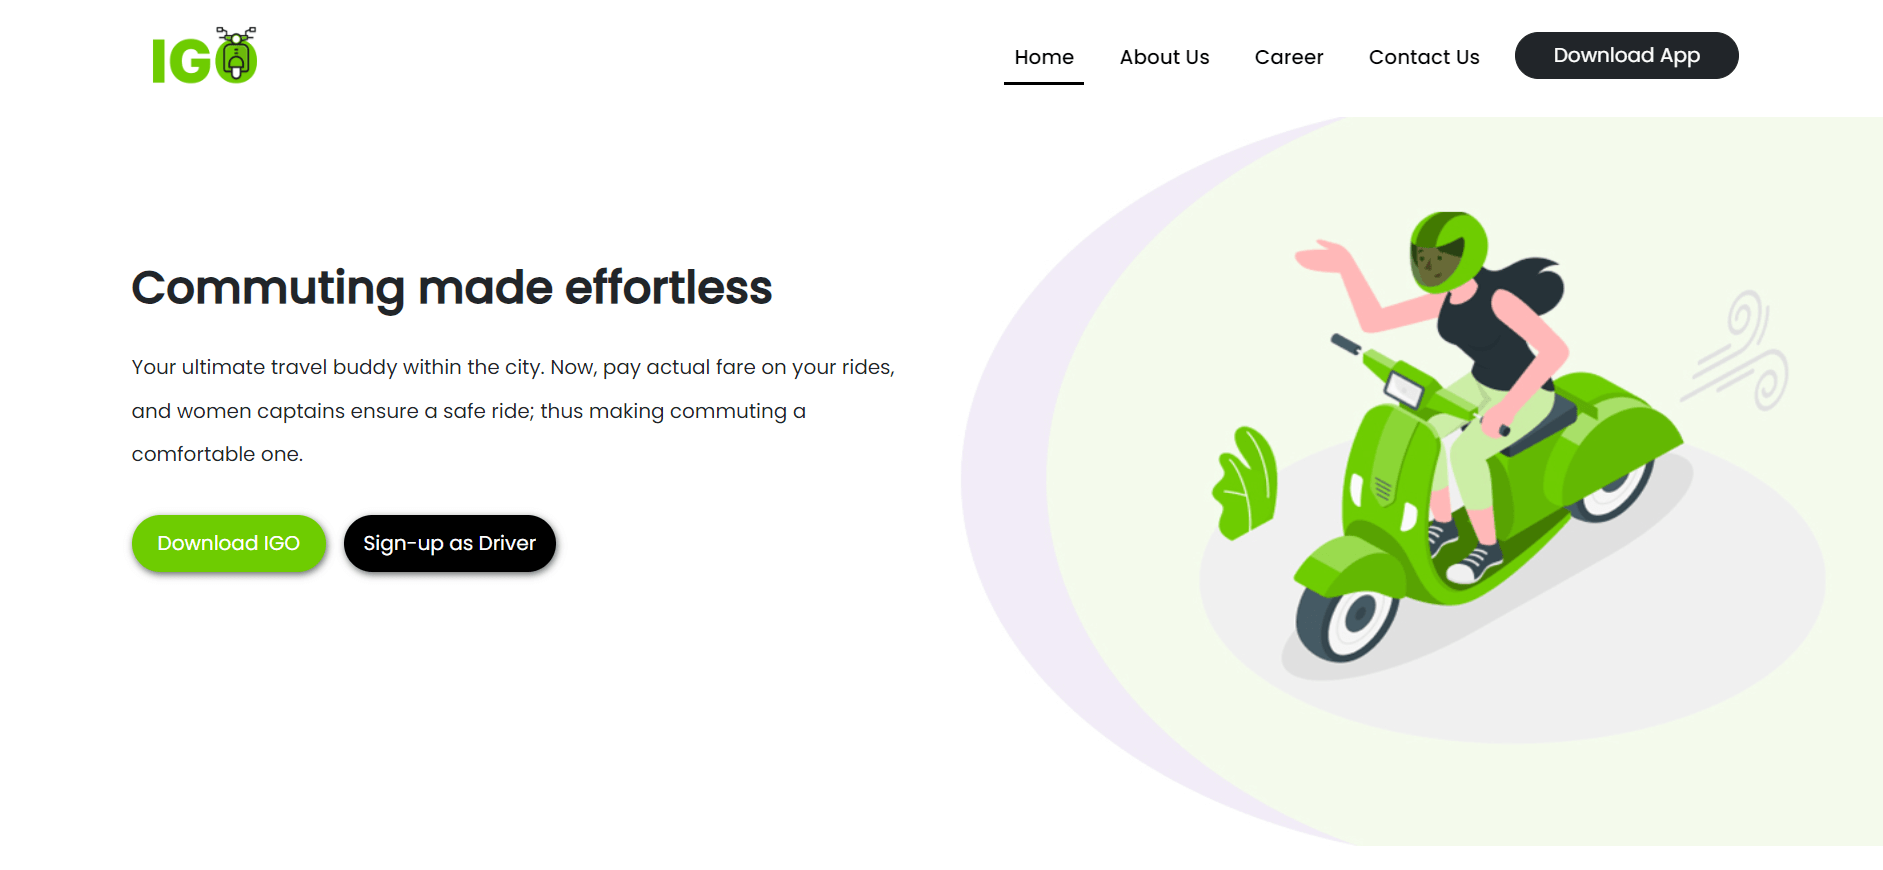 IGO
Home
About Us
Career
Contact Us
Download App
Commuting made effortless
Your ultimate travel buddy within the city. Now, pay actual fare on your rides,
and women captains ensure a safe ride; thus making commuting a
comfortable one.
Download IGO
Sign-up as Driver